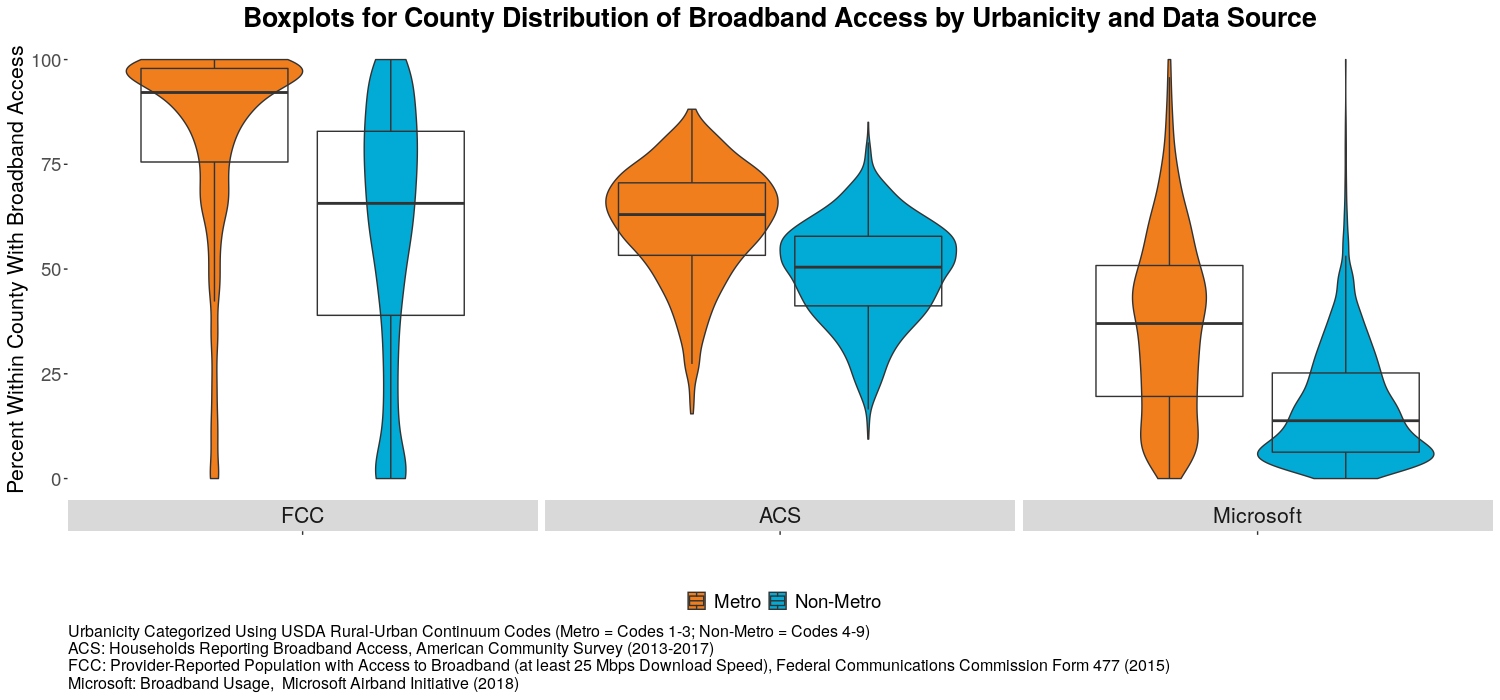 Boxplots for County Distribution of Broadband Access by Urbanicity and Data Source
Percent Within County With Broadband Access
100
75
50
25
0
FCC
ACS
Microsoft
Metro
Non-Metro
Urbanicity Categorized Using USDA Rural-Urban Continuum Codes (Metro = Codes 1-3; Non-Metro = Codes 4-9)
ACS: Households Reporting Broadband Access, American Community Survey (2013-2017)
FCC: Provider-Reported Population with Access to Broadband (at least 25 Mbps Download Speed), Federal Communications Commission Form 477 (2015)
Microsoft: Broadband Usage,  Microsoft Airband Initiative (2018)